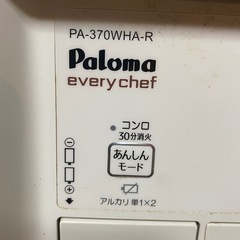 PA-370WHA-R
Paloma
every chef
コンロ
30分消火
あんしん
モード
アルカリ 単1×2